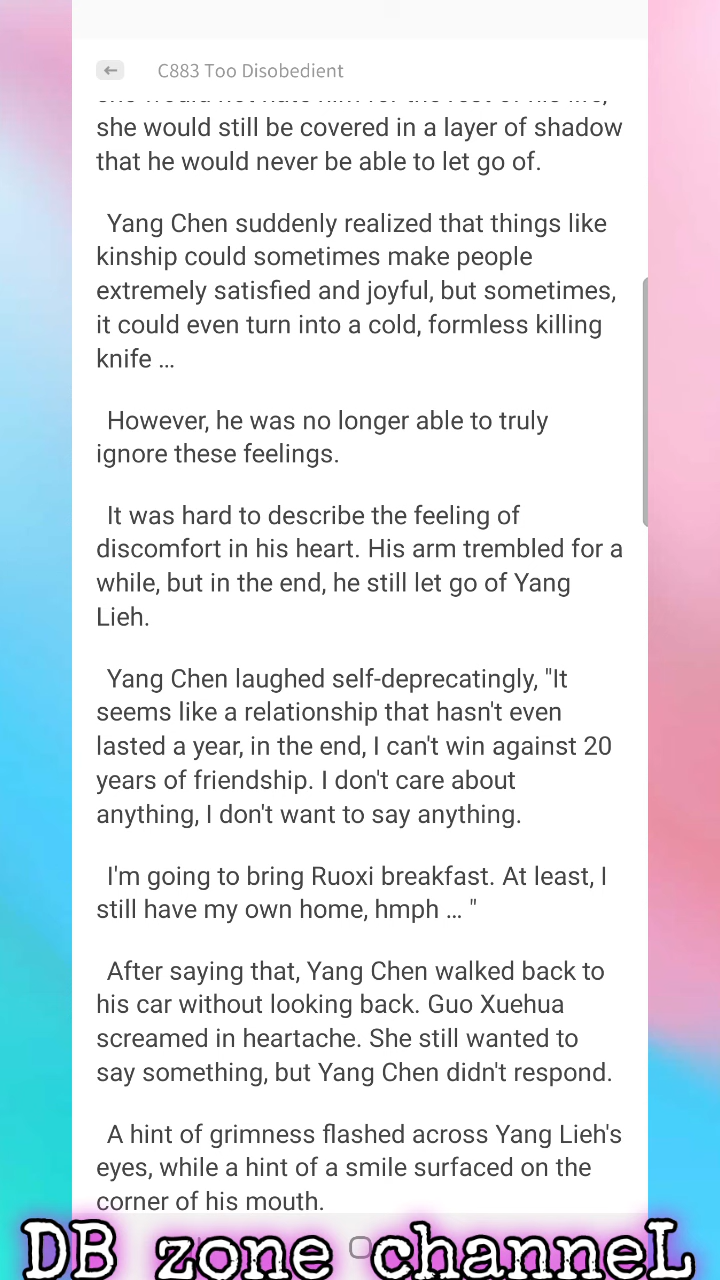 ← C883 Too Disobedient
she would still be covered in a layer of shadow
that he would never be able to let go of.
Yang Chen suddenly realized that things like
kinship could sometimes make people
extremely satisfied and joyful, but sometimes,
it could even turn into a cold, formless killing
knife ...
However, he was no longer able to truly
ignore these feelings.
It was hard to describe the feeling of
discomfort in his heart. His arm trembled for a
while, but in the end, he still let go of Yang
Lieh.
Yang Chen laughed self-deprecatingly, "It
seems like a relationship that hasn't even
lasted a year, in the end, I can't win against 20
years of friendship. I don't care about
anything, I don't want to say anything.
I'm going to bring Ruoxi breakfast. At least, I
still have my own home, hmph ... "
After saying that, Yang Chen walked back to
his car without looking back. Guo Xuehua
screamed in heartache. She still wanted to
say something, but Yang Chen didn't respond.
A hint of grimness flashed across Yang Lieh's
eyes, while a hint of a smile surfaced on the
corner of his mouth.
DB zone channeL